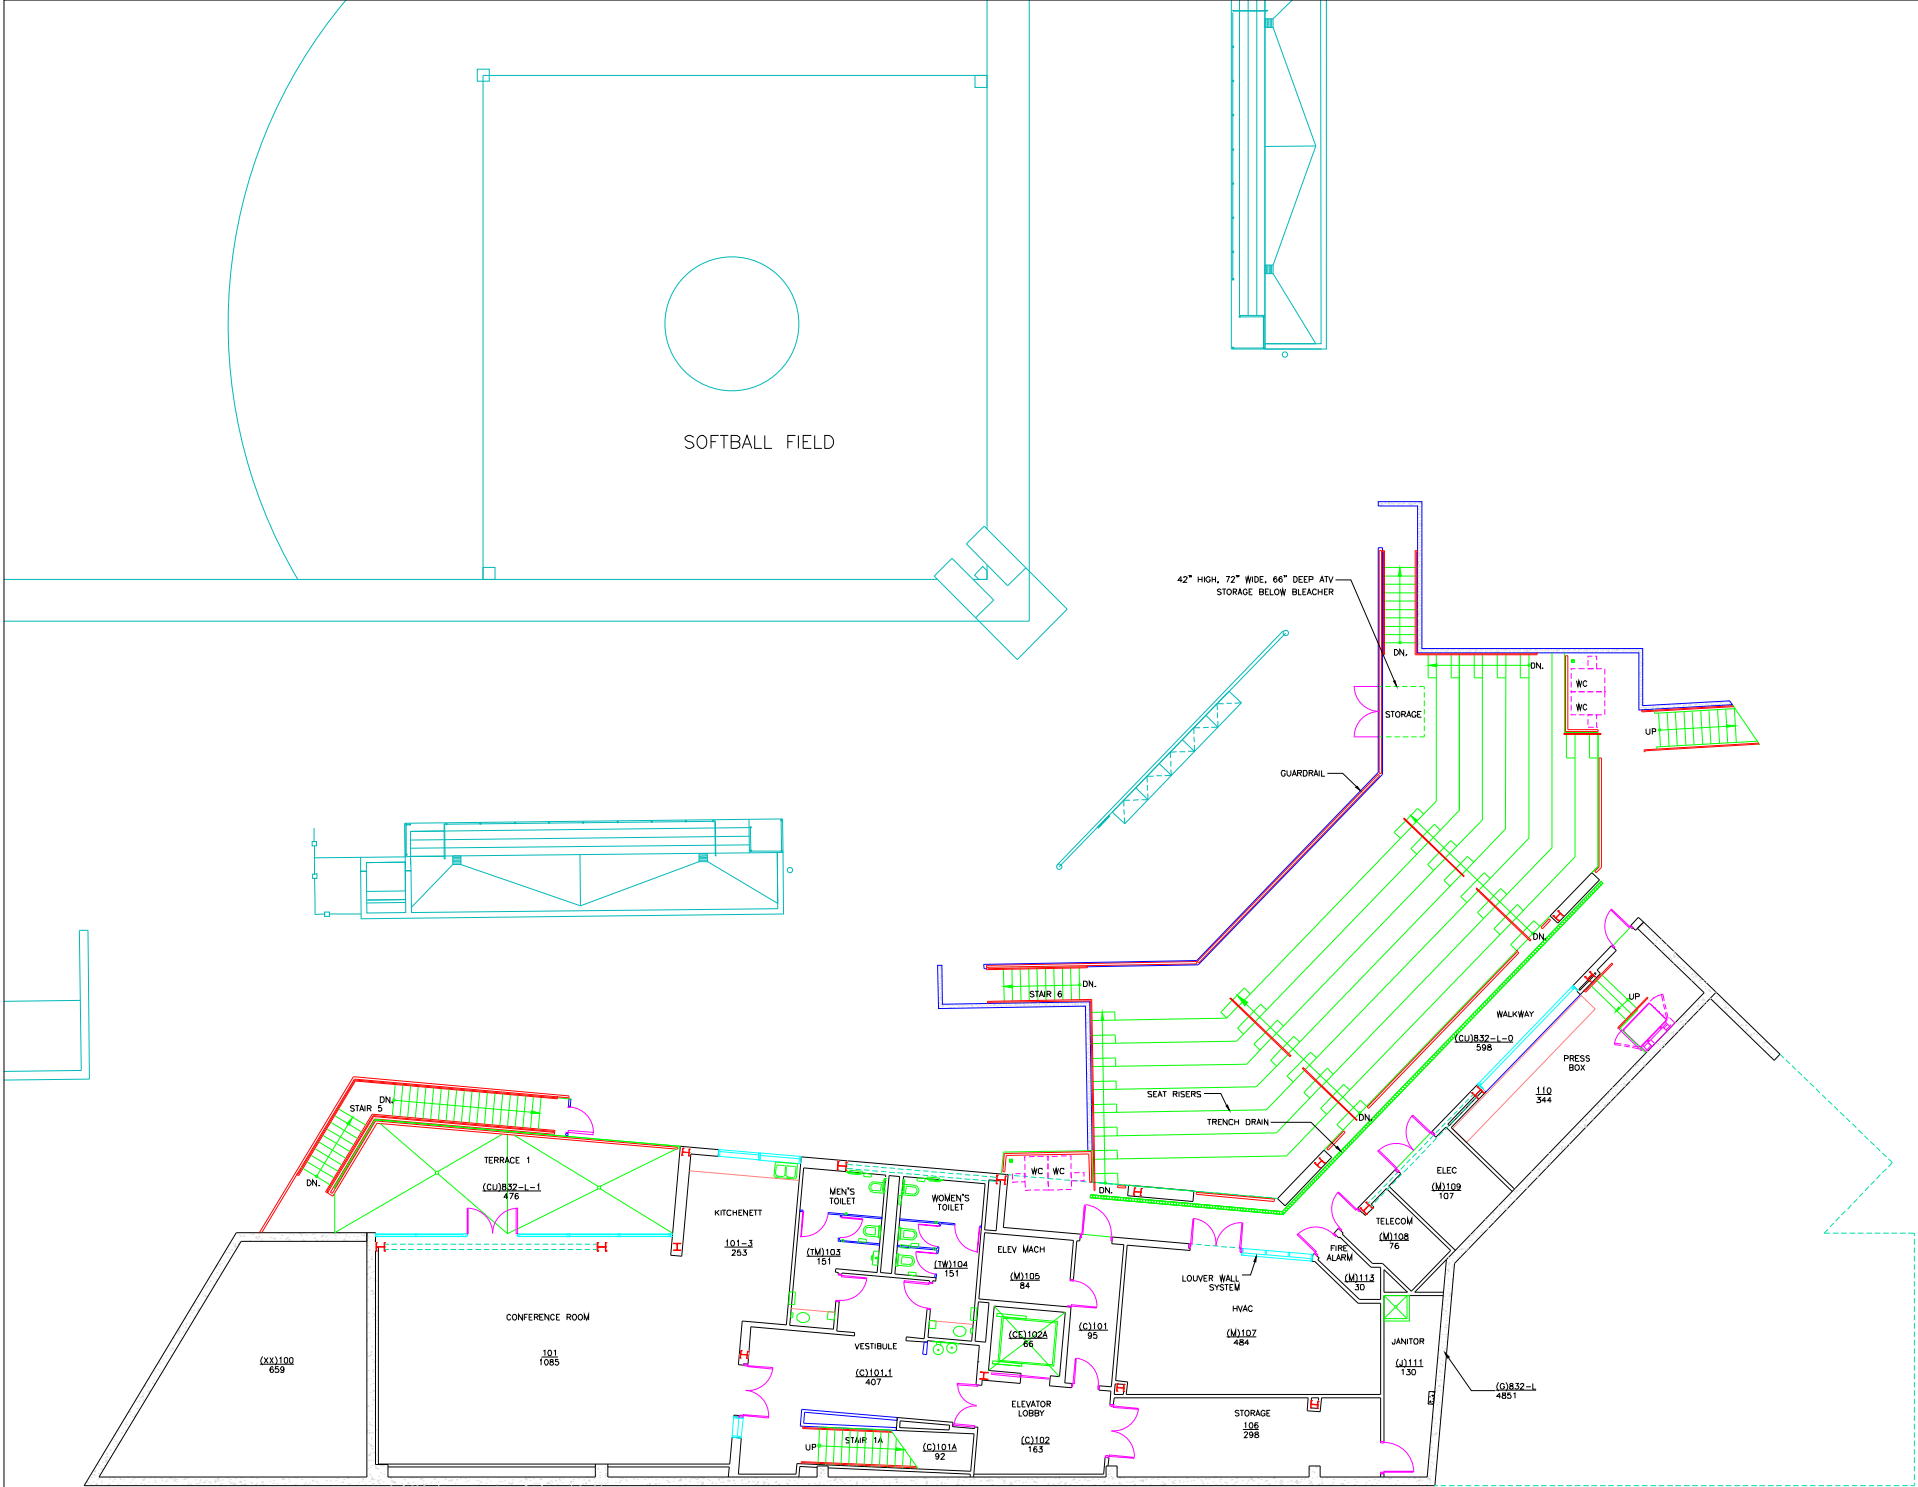 SOFTBALL FIELD
42" HIGH, 72" WIDE, 66" DEEP ATV
STORAGE BELOW BLEACHER
DN.
DN.
WC
WC
STORAGE
UP
GUARDRAIL
DN.
DN.
STAIR 6
UP
WALKWAY
(CU)832-L-0
598
PRESS
BOX
110
344
SEAT RISERS
TRENCH DRAIN
DN.
DN.
STAIR 5
DN.
TERRACE 1
(CU)832-L-1
476
WC WC
DN.
MEN'S
TOILET
WOMEN'S
TOILET
ELEC
(M)109
107
KITCHENETT
101-3
253
(TM)103
151
(TW)104
151
ELEV MACH
(M)105
84
TELECOM
(M)108
76
FIRE
ALARM
(M)113
30
LOUVER WALL
SYSTEM
HVAC
(M)107
484
CONFERENCE ROOM
101
1085
(XX)100
659
VESTIBULE
(C)101.1
407
(CE)102A
66
(C)101
95
JANITOR
(J)111
130
(G)832-L
4851
ELEVATOR
LOBBY
(C)102
163
STORAGE
106
298
UP
STAIR 1A
(C)101A
92